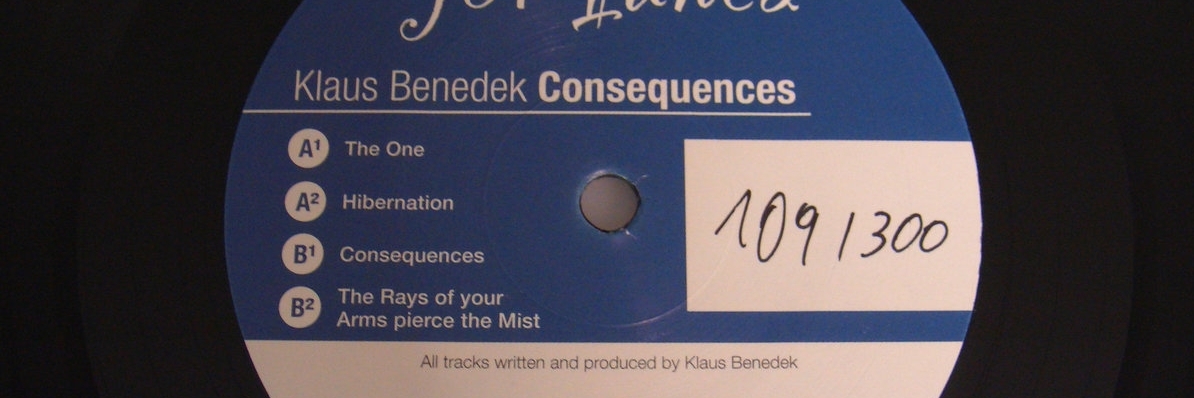 for
Klaus Benedek Consequences
A¹ The One
A² Hibernation
B¹ Consequences
B² The Rays of your
Arms pierce the Mist
109/300
All tracks written and produced by Klaus Benedek